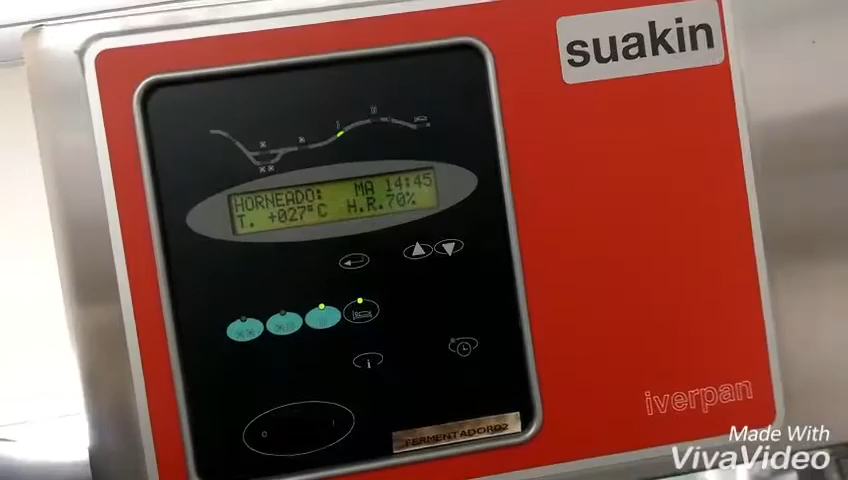 suakin
HORNEADO: MA 14:45
T. +027°C H.R.70%
i
O I
iverpan
FERMENTADOR02
Made With
VivaVideo